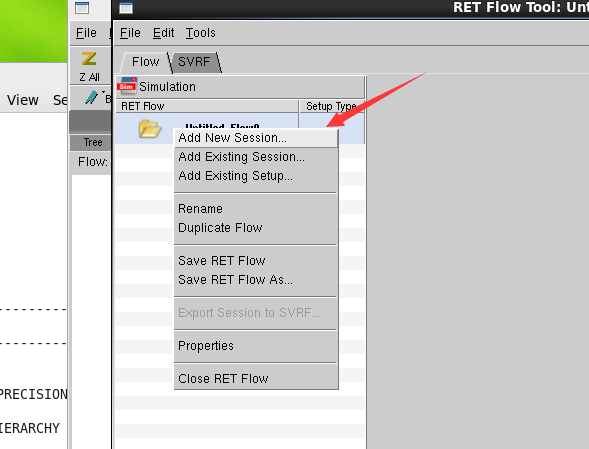 RET Flow Tool: Unt
File
File Edit Tools
Z All
Flow SVRF
Sim Simulation
View Se
B
RET Flow Setup Type
Untitled_Flow0
Tree
Flow:
Add New Session...
Add Existing Session...
Add Existing Setup...
Rename
Duplicate Flow
Save RET Flow
Save RET Flow As...
Export Session to SVRF...
Properties
Close RET Flow
----------
----------
PRECISION
IERARCHY